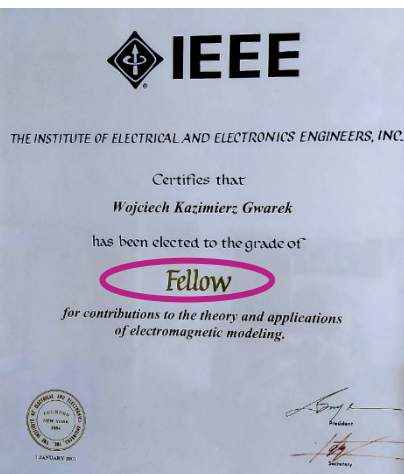 IEEE
THE INSTITUTE OF ELECTRICAL AND ELECTRONICS ENGINEERS, INC.
Certifies that
Wojciech Kazimierz Gwarek
has been elected to the grade of
Fellow
for contributions to the theory and applications
of electromagnetic modeling.
FOUNDED
NEW YORK
1884
President
1 JANUARY 2001
Secretary